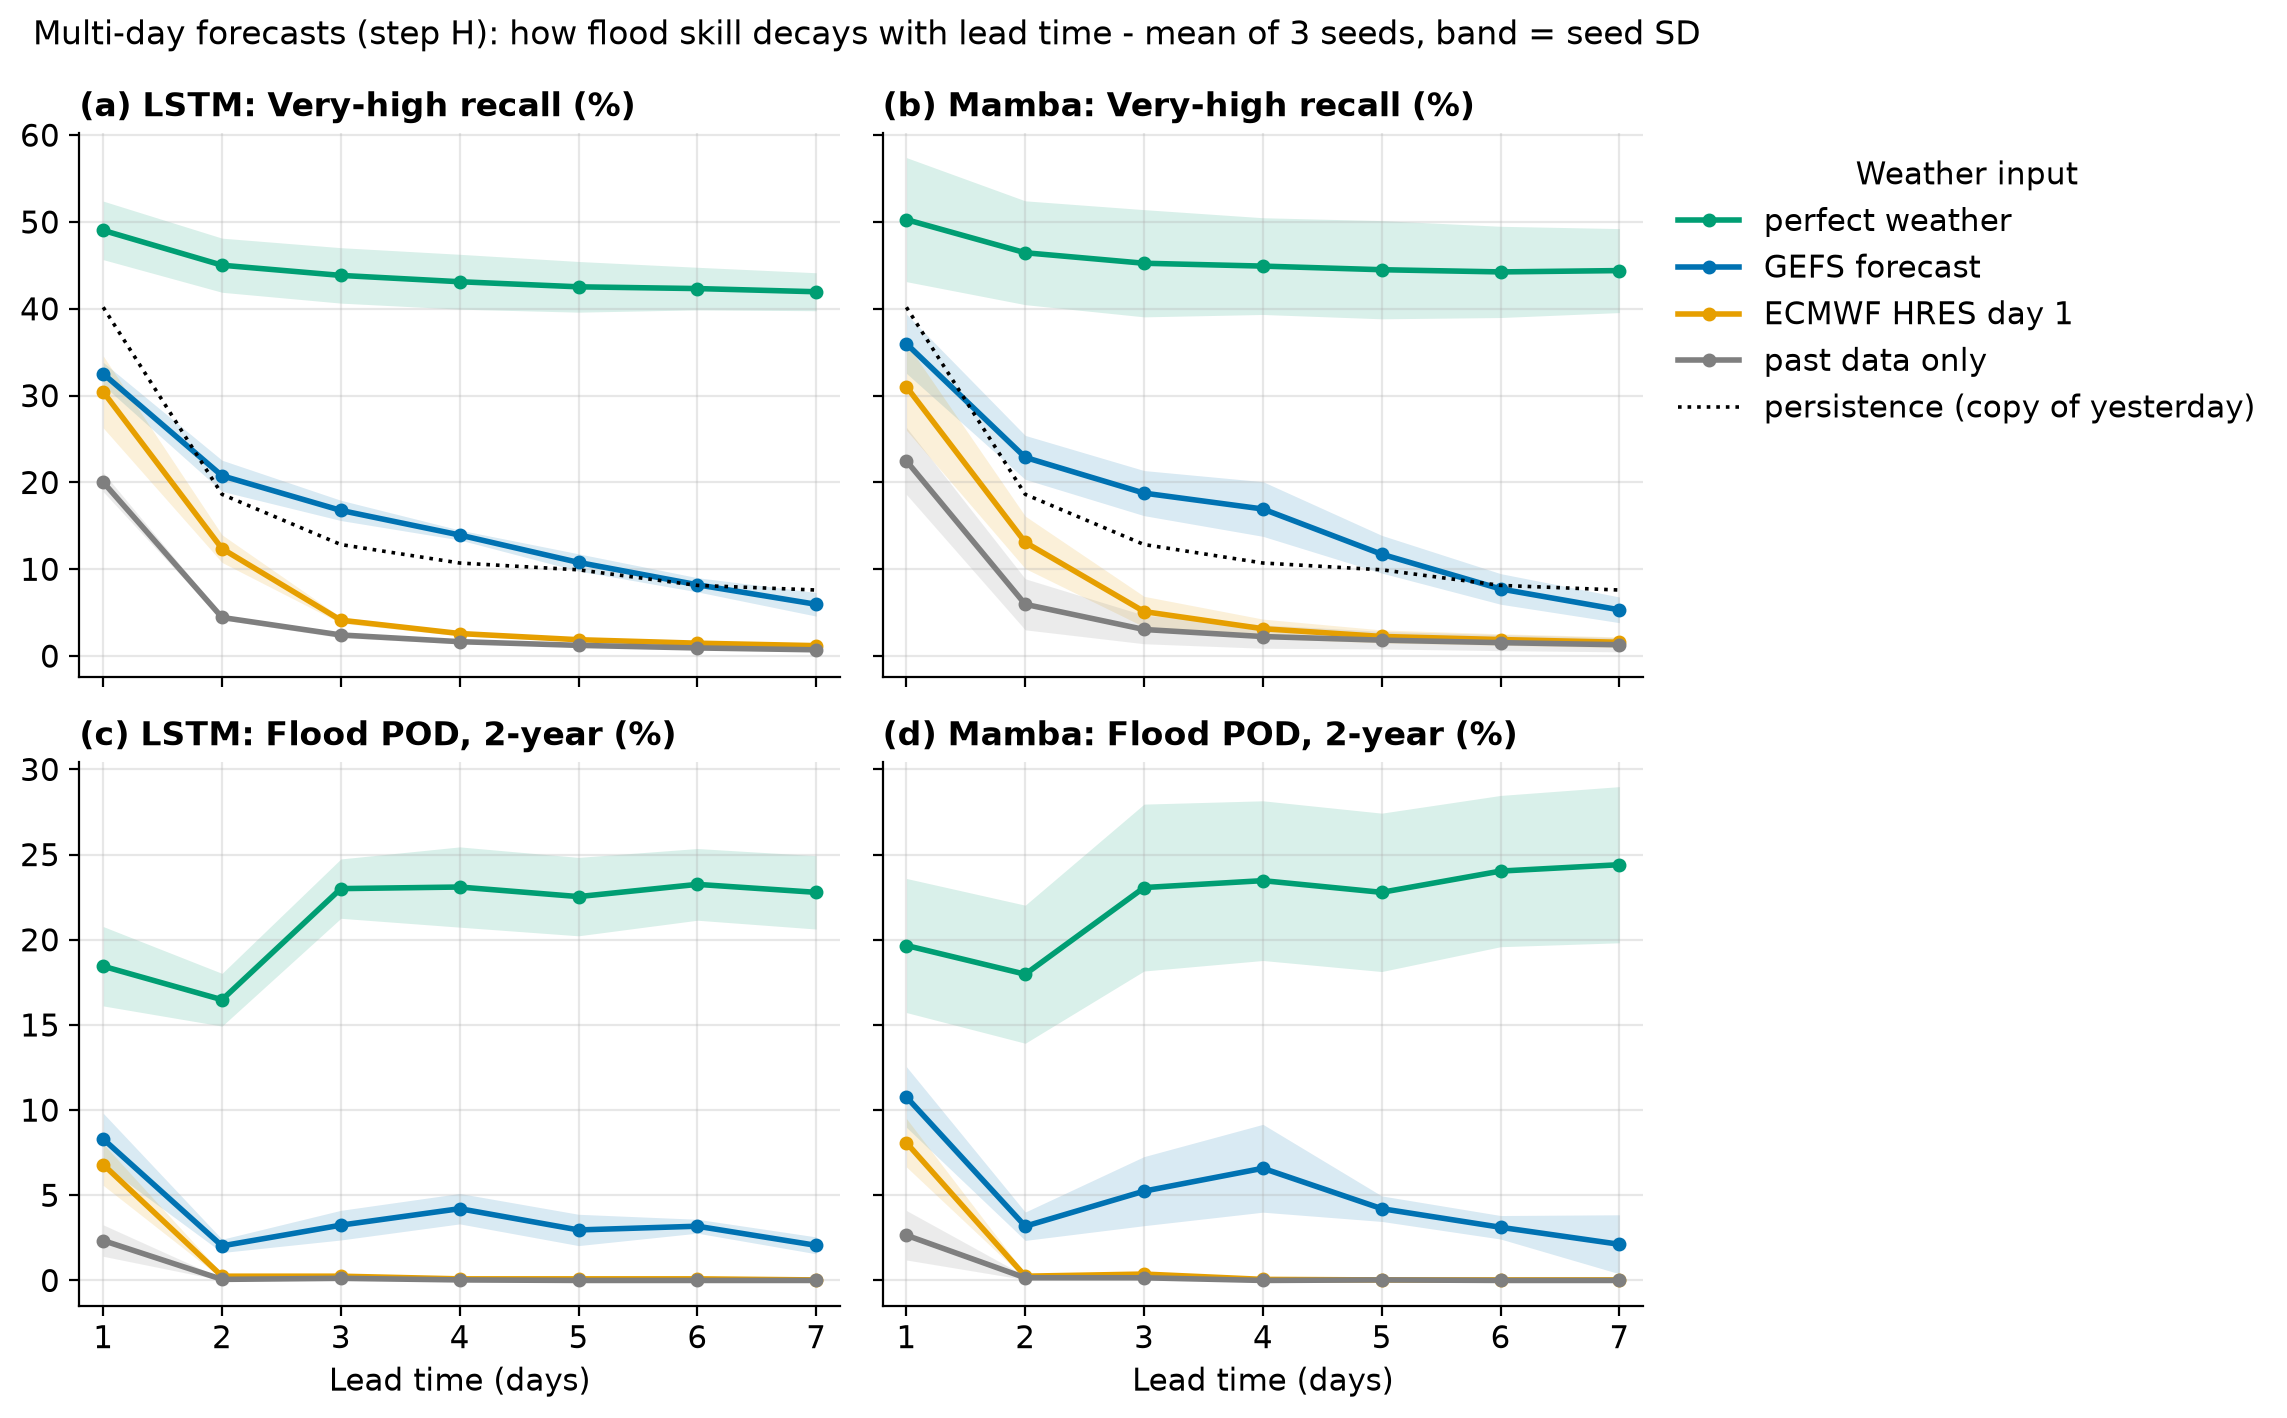 Multi-day forecasts (step H): how flood skill decays with lead time - mean of 3 seeds, band = seed SD
(a) LSTM: Very-high recall (%)
60
50
40
30
20
10
0
(b) Mamba: Very-high recall (%)
Weather input
perfect weather
GEFS forecast
ECMWF HRES day 1
past data only
persistence (copy of yesterday)
(c) LSTM: Flood POD, 2-year (%)
30
25
20
15
10
5
0
1 2 3 4 5 6 7
Lead time (days)
(d) Mamba: Flood POD, 2-year (%)
1 2 3 4 5 6 7
Lead time (days)